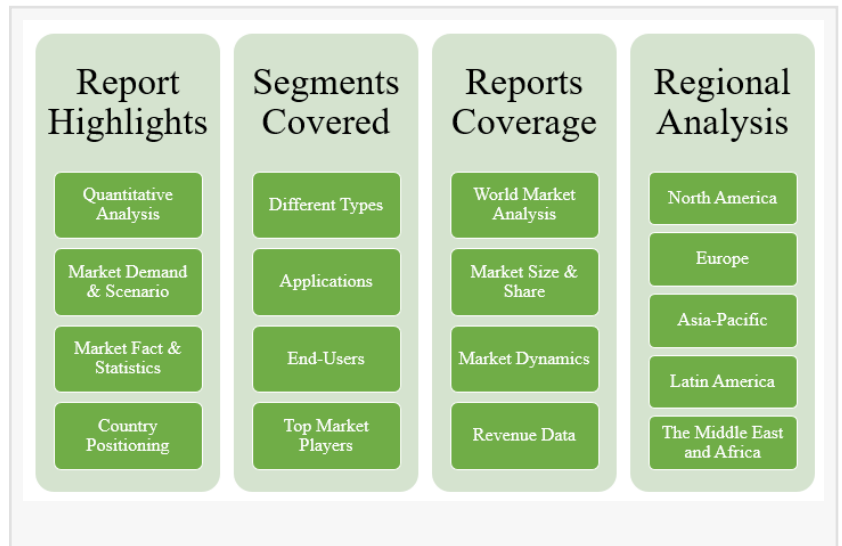 Report
Highlights
Quantitative
Analysis
Market Demand
& Scenario
Market Fact &
Statistics
Country
Positioning
Segments
Covered
Different Types
Applications
End-Users
Top Market
Players
Reports
Coverage
World Market
Analysis
Market Size &
Share
Market Dynamics
Revenue Data
Regional
Analysis
North America
Europe
Asia-Pacific
Latin America
The Middle East
and Africa